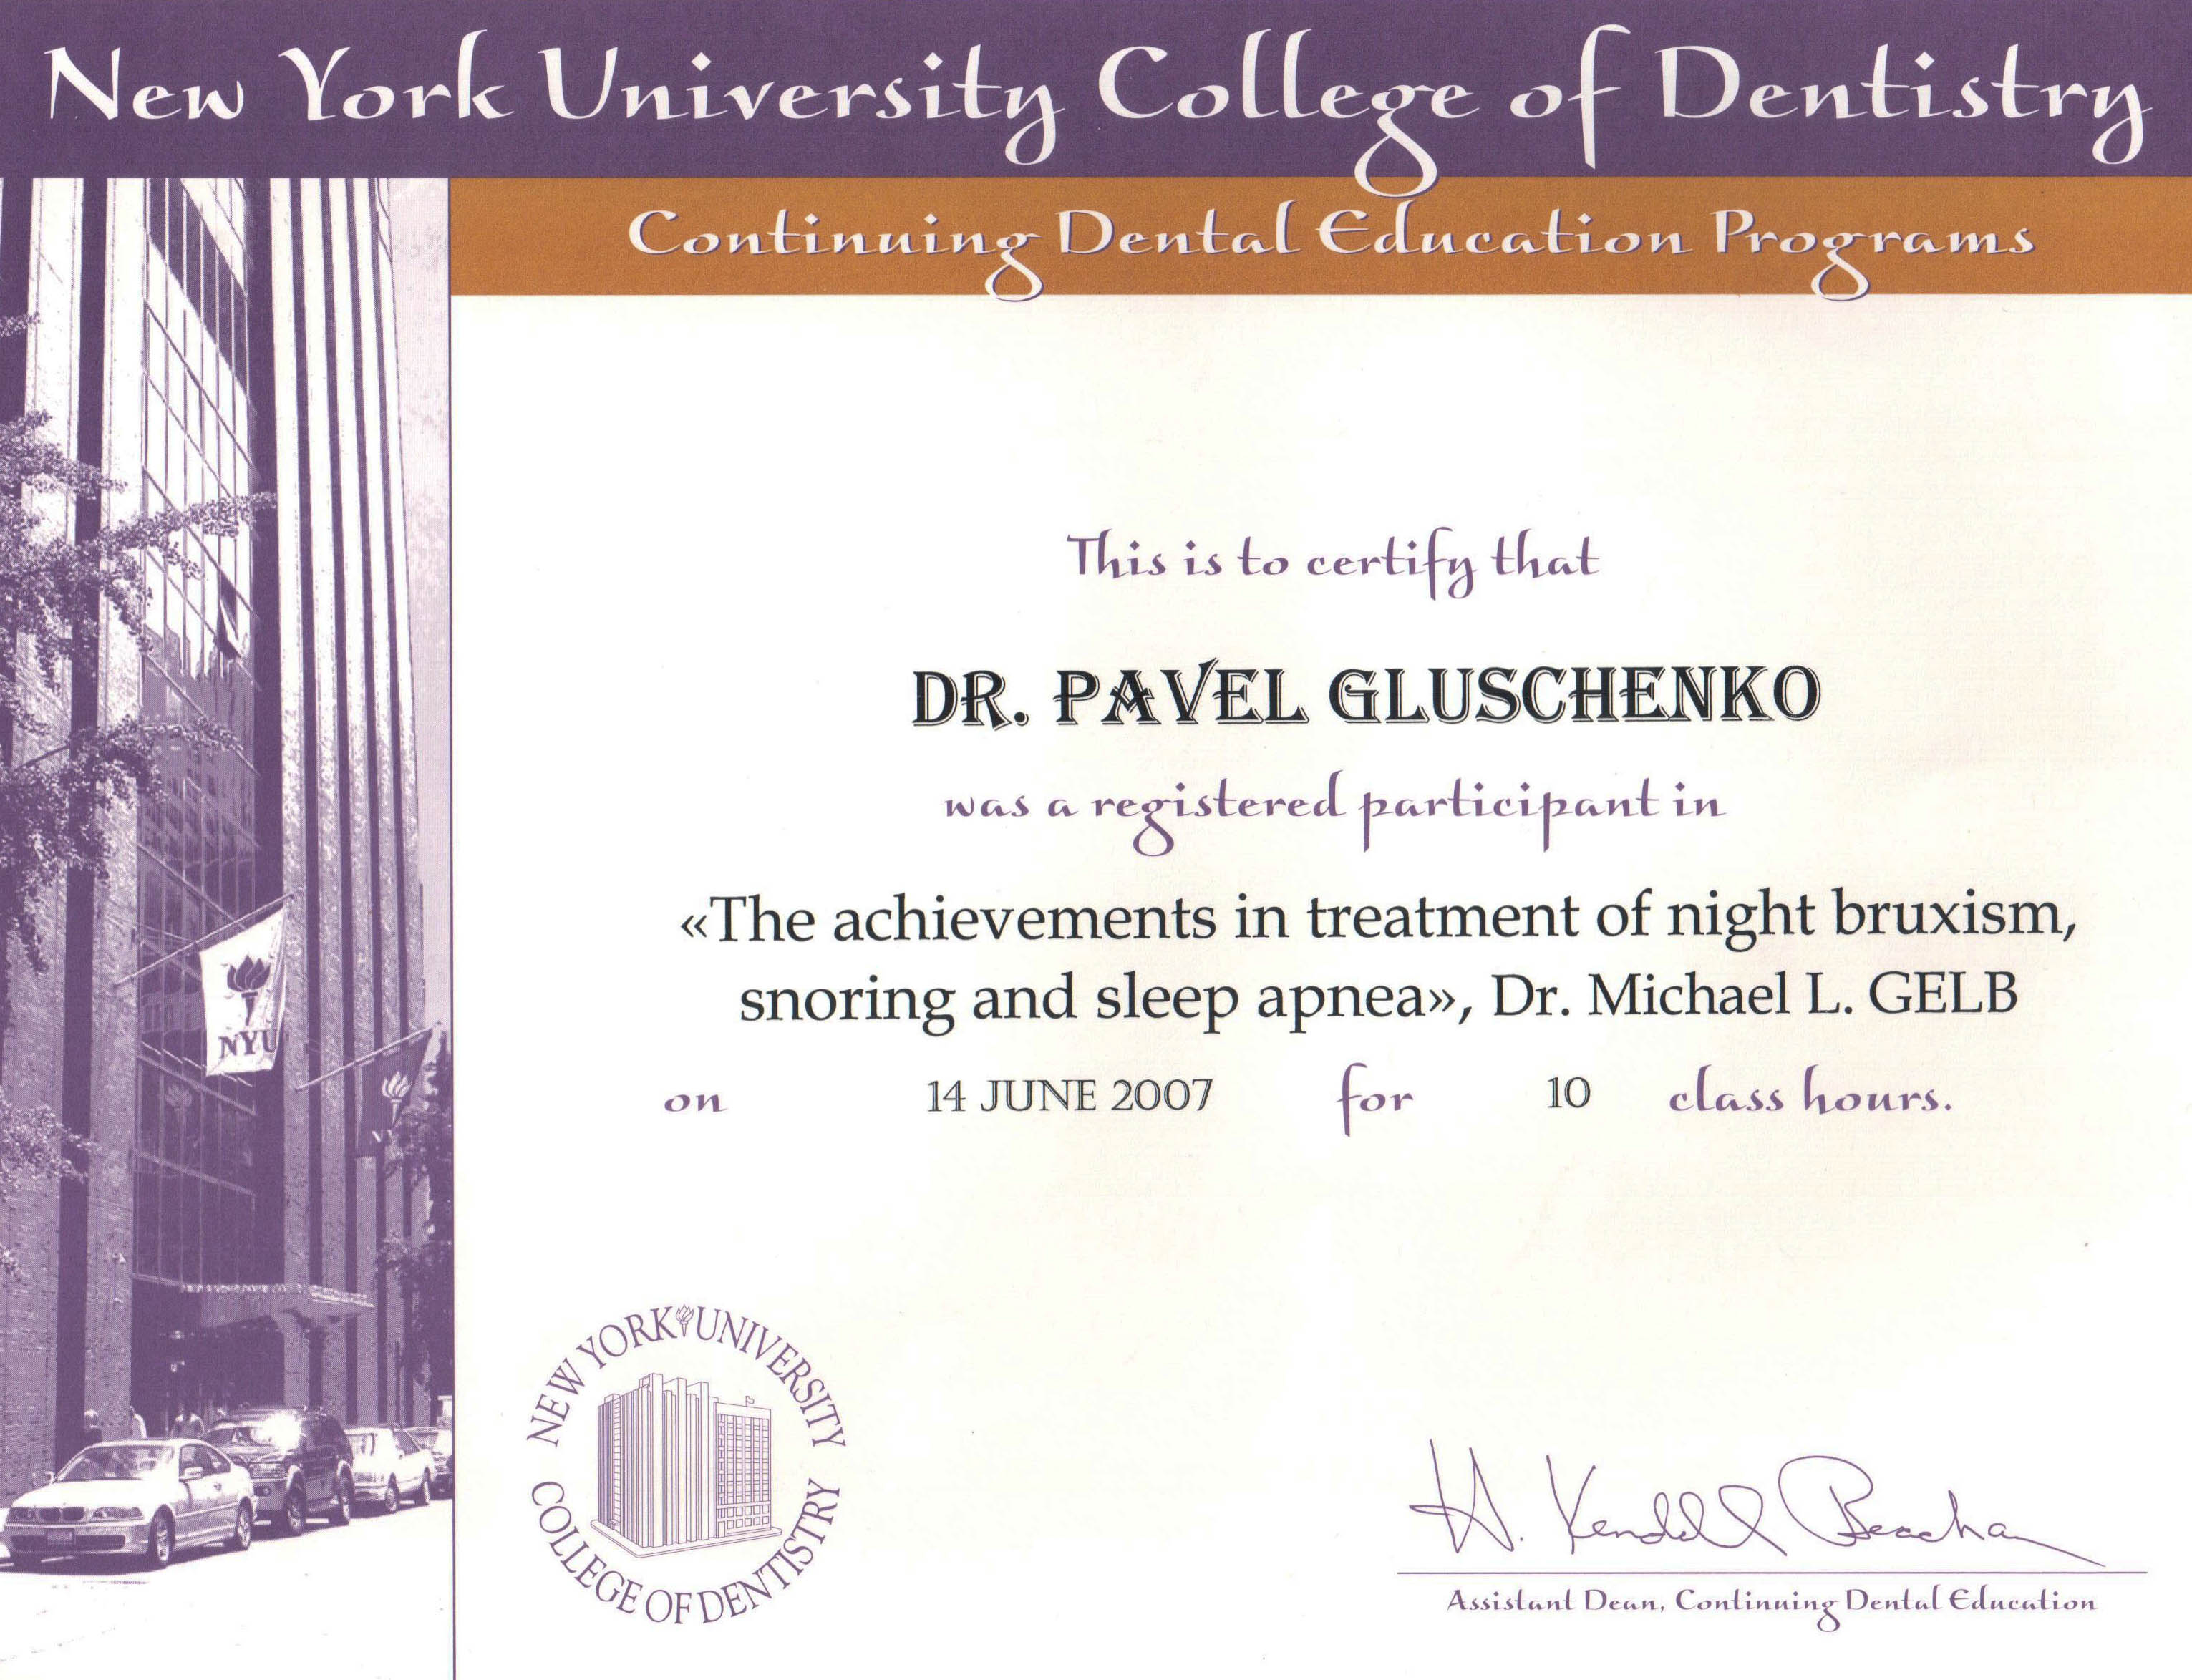 New York University College of Dentistry
Continuing Dental Education Programs
This is to certify that
DR. PAVEL GLUSCHENKO
was a registered participant in
«The achievements in treatment of night bruxism,
snoring and sleep apnea», Dr. Michael L. GELB
on 14 JUNE 2007 for 10 class hours.
NYU
NEW YORK UNIVERSITY
COLLEGE OF DENTISTRY
H. Kendall Beacham
Assistant Dean, Continuing Dental Education